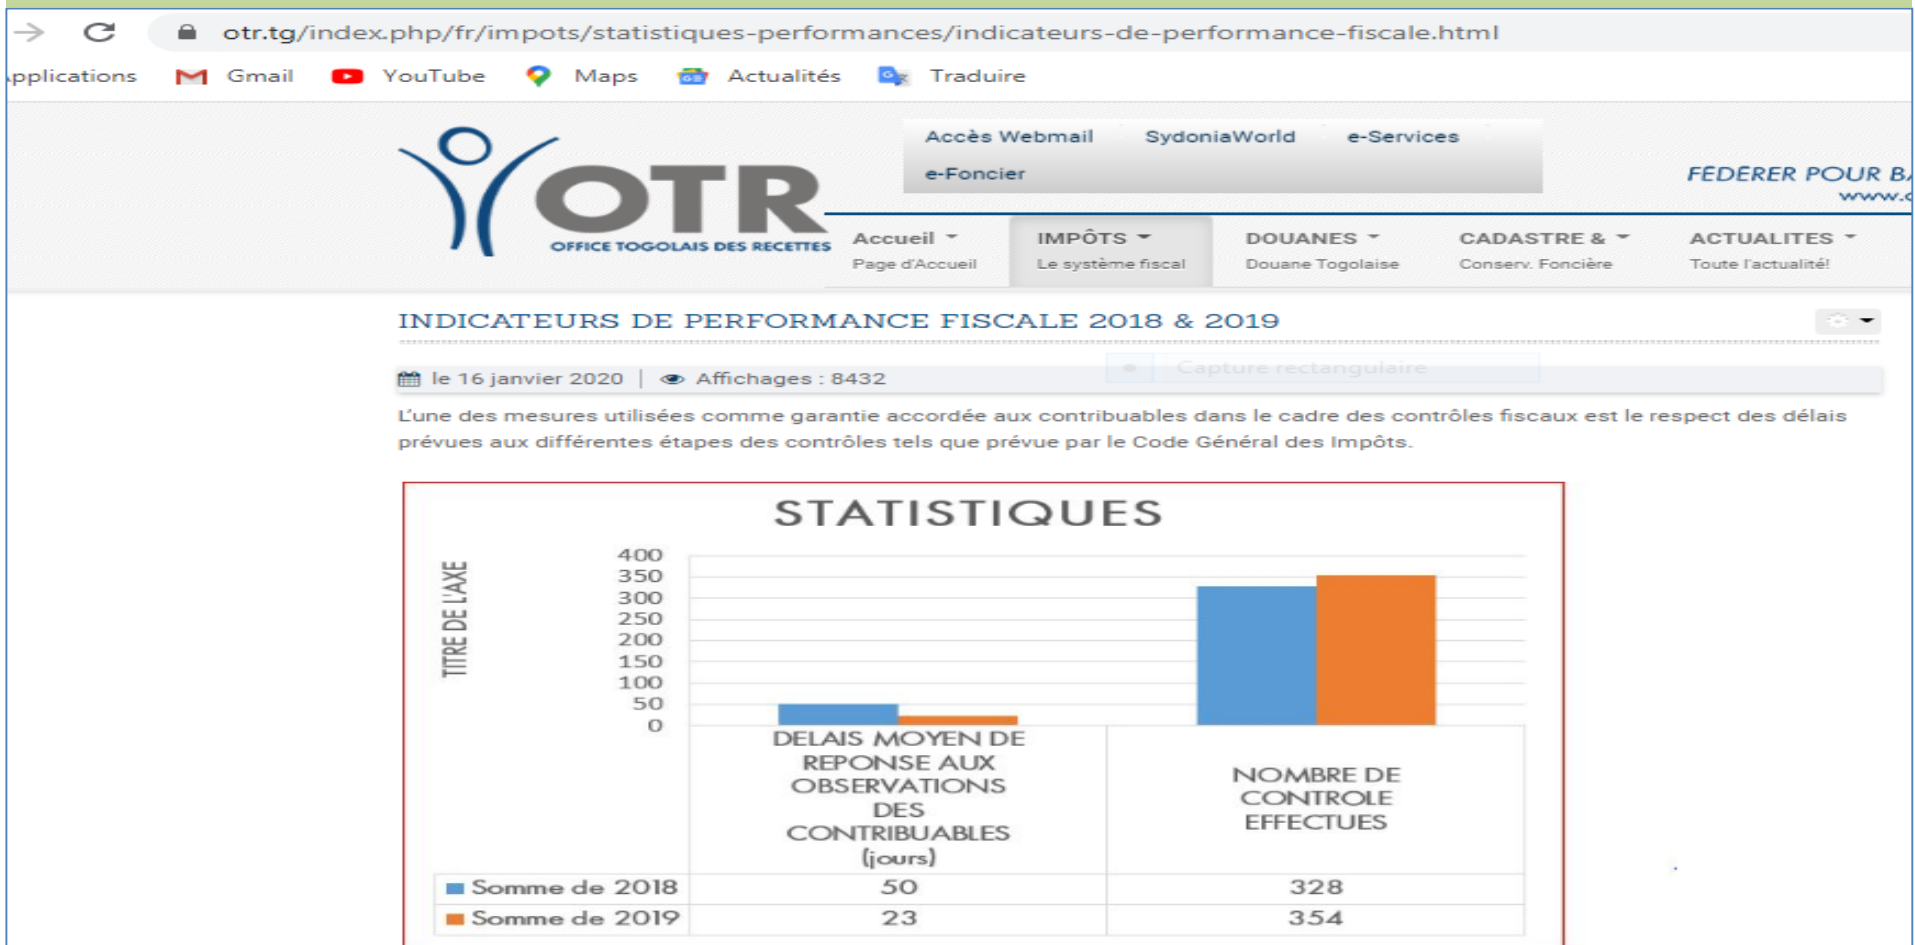 otr.tg/index.php/fr/impots/statistiques-performances/indicateurs-de-performance-fiscale.html
pplications Gmail YouTube Maps Actualités Traduire
Accès Webmail SydoniaWorld e-Services
e-Foncier
OTR
OFFICE TOGOLAIS DES RECETTES
FÉDÉRER POUR
www.
Accueil IMPÔTS DOUANES CADASTRE & ACTUALITES
Page d'Accueil Le système fiscal Douane Togolaise Conserv. Foncière Toute l'actualité!
INDICATEURS DE PERFORMANCE FISCALE 2018 & 2019
Capture rectangulaire
le 16 janvier 2020 | Affichages : 8432
L'une des mesures utilisées comme garantie accordée aux contribuables dans le cadre des contrôles fiscaux est le respect des délais
prévues aux différentes étapes des contrôles tels que prévue par le Code Général des Impôts.
STATISTIQUES
TITRE DE L'AXE
400
350
300
250
200
150
100
50
0
DELAIS MOYEN DE
REPONSE AUX
OBSERVATIONS
DES
CONTRIBUABLES
(jours)
NOMBRE DE
CONTROLE
EFFECTUES
Somme de 2018 50 328
Somme de 2019 23 354